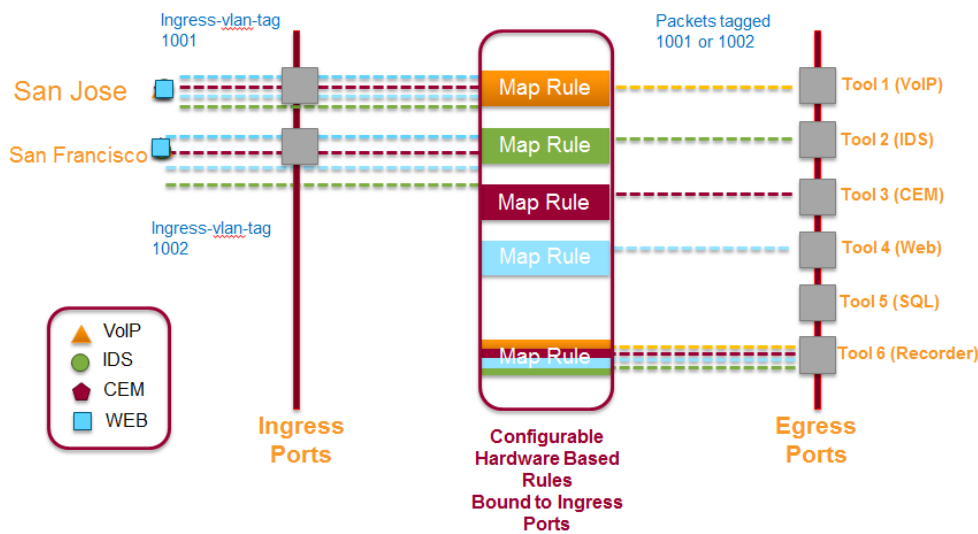 Ingress-vlan-tag
1001
Packets tagged
1001 or 1002
San Jose
Map Rule
Tool 1 (VoIP)
San Francisco
Map Rule
Tool 2 (IDS)
Map Rule
Tool 3 (CEM)
Ingress-vlan-tag
1002
Map Rule
Tool 4 (Web)
Tool 5 (SQL)
VoIP
IDS
CEM
WEB
Map Rule
Tool 6 (Recorder)
Ingress
Ports
Configurable
Hardware Based
Rules
Bound to Ingress
Ports
Egress
Ports